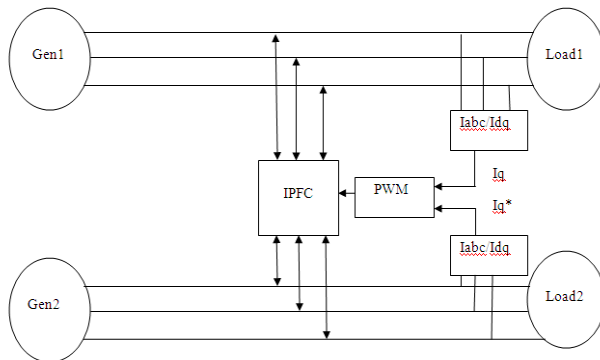 Gen1
Load1
Iabc/Idq
Iq
IPFC
PWM
Iq*
Iabc/Idq
Gen2
Load2